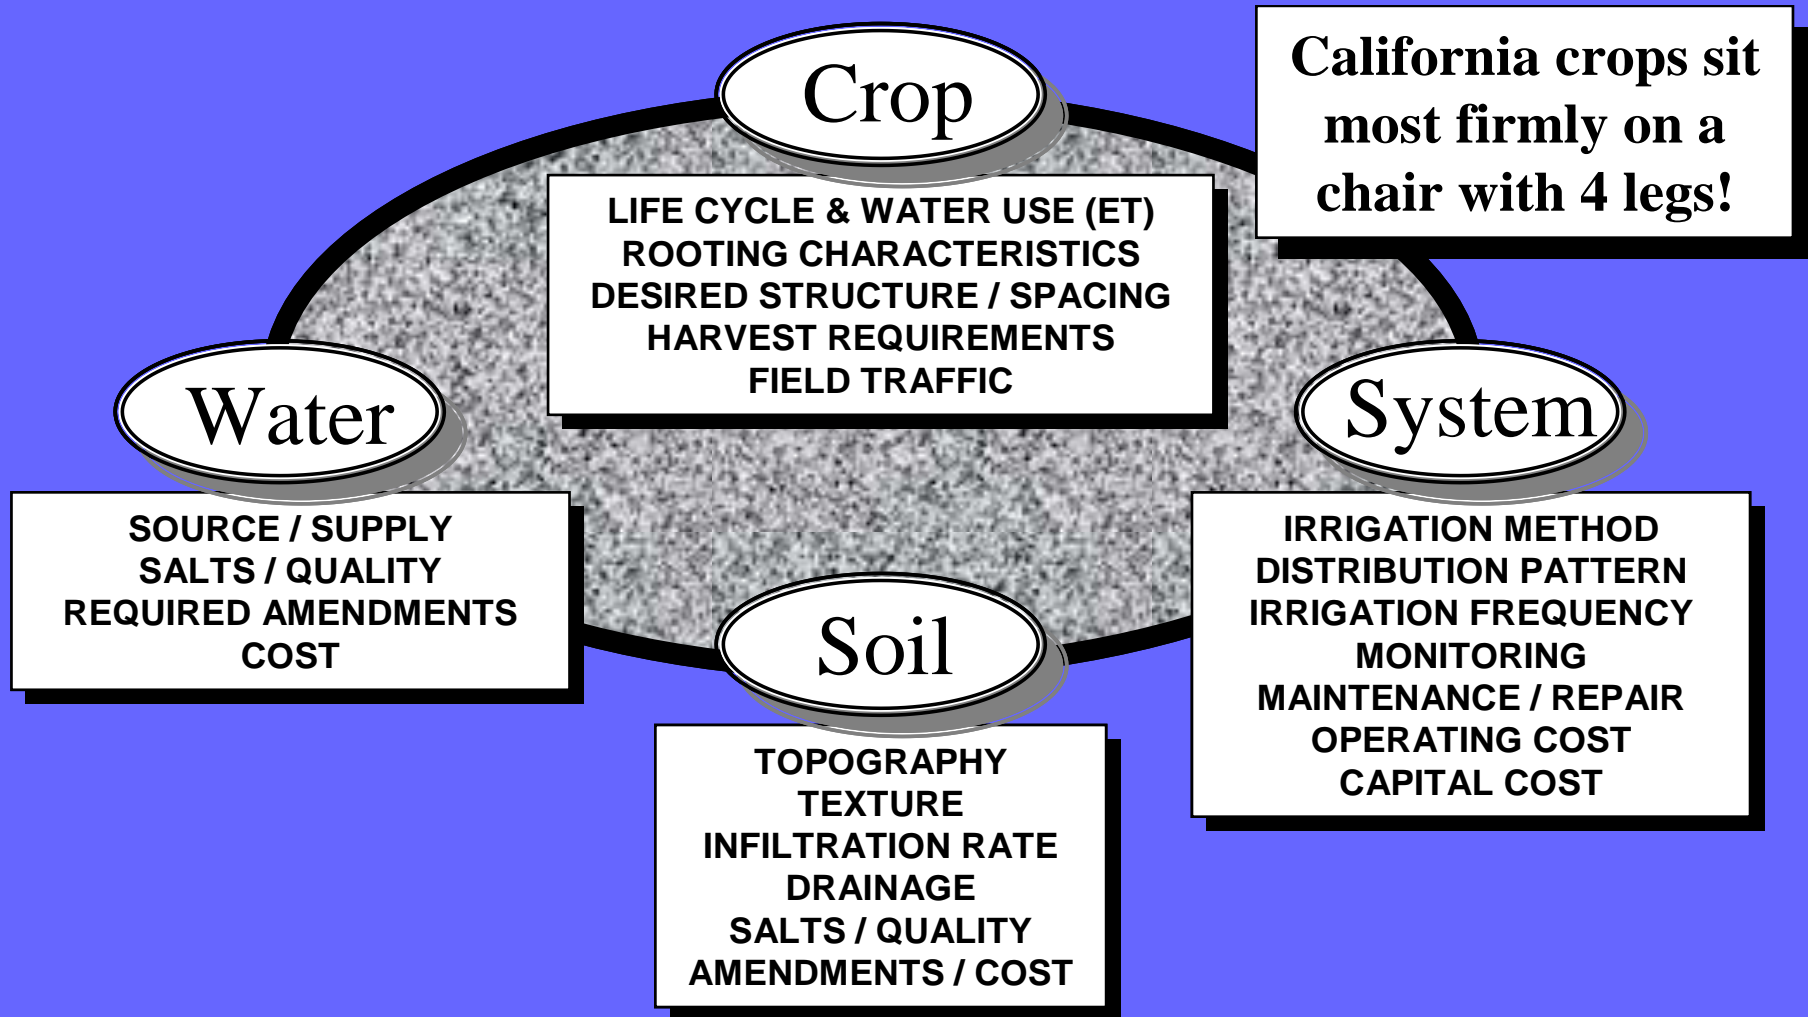 Crop
California crops sit
most firmly on a
chair with 4 legs!
LIFE CYCLE & WATER USE (ET)
ROOTING CHARACTERISTICS
DESIRED STRUCTURE / SPACING
HARVEST REQUIREMENTS
FIELD TRAFFIC
Water
SOURCE / SUPPLY
SALTS / QUALITY
REQUIRED AMENDMENTS
COST
System
IRRIGATION METHOD
DISTRIBUTION PATTERN
IRRIGATION FREQUENCY
MONITORING
MAINTENANCE / REPAIR
OPERATING COST
CAPITAL COST
Soil
TOPOGRAPHY
TEXTURE
INFILTRATION RATE
DRAINAGE
SALTS / QUALITY
AMENDMENTS / COST